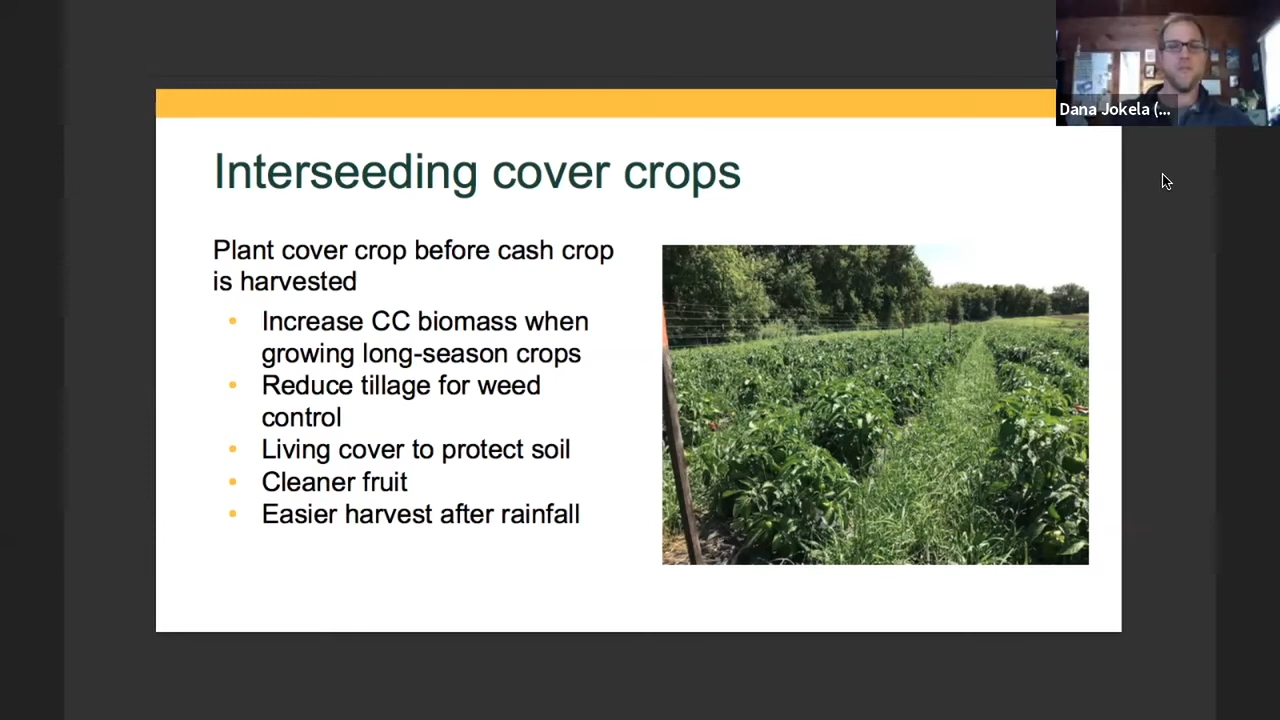 Dana Jokela (...
Interseeding cover crops
Plant cover crop before cash crop
is harvested
• Increase CC biomass when
growing long-season crops
• Reduce tillage for weed
control
• Living cover to protect soil
• Cleaner fruit
• Easier harvest after rainfall